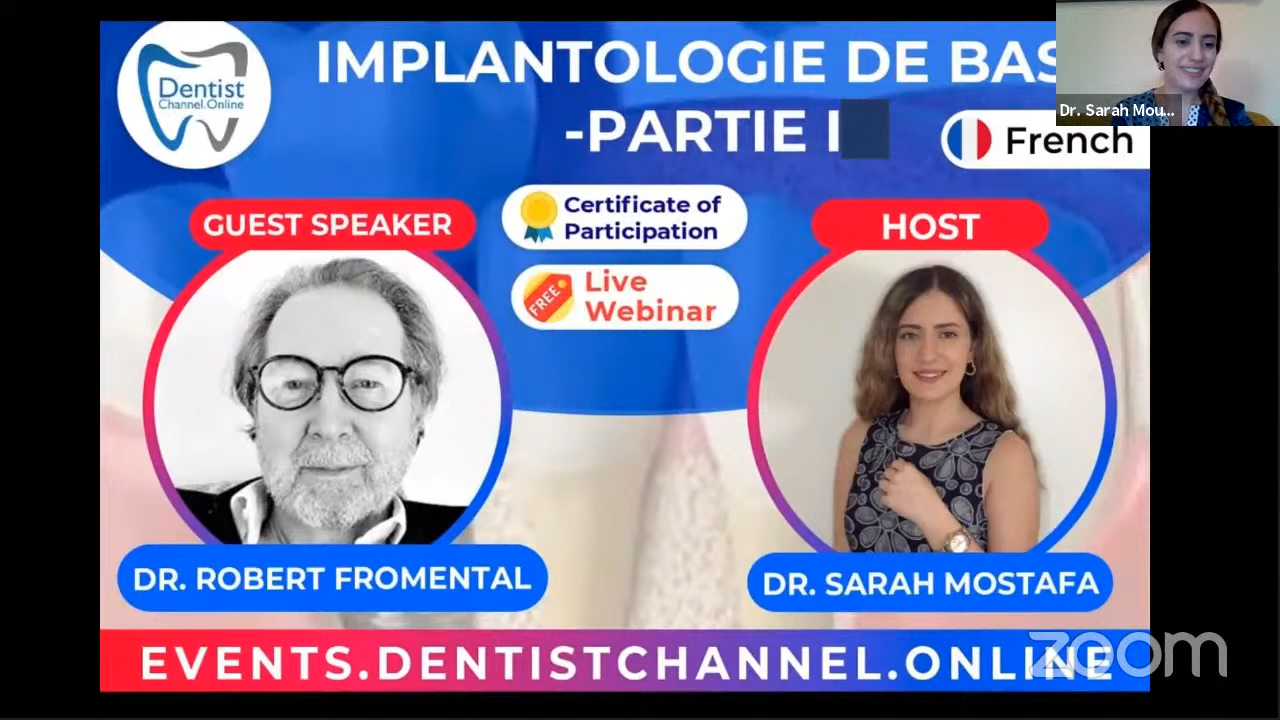 Dentist
Channel.Online
IMPLANTOLOGIE DE BAS
-PARTIE I
French
Dr. Sarah Mou...
GUEST SPEAKER
Certificate of
Participation
FREE
Live
Webinar
HOST
DR. ROBERT FROMENTAL
DR. SARAH MOSTAFA
EVENTS.DENTISTCHANNEL.ONLINE
zoom